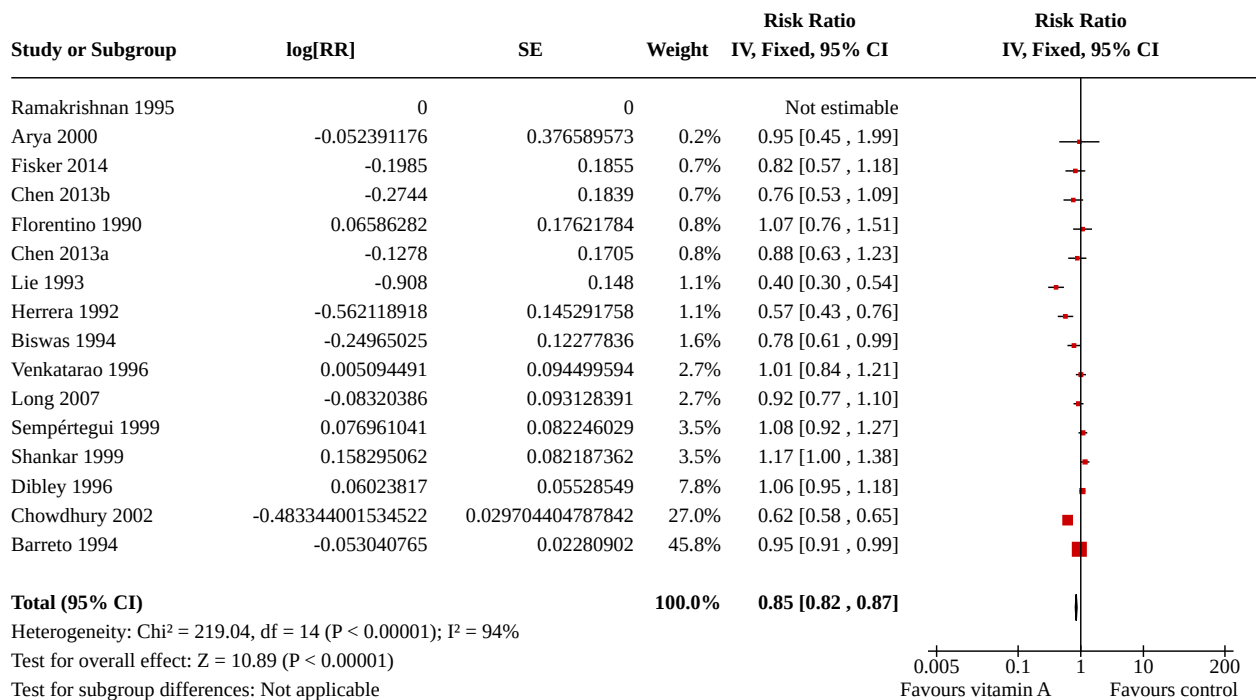 Risk Ratio Risk Ratio
Study or Subgroup log[RR] SE Weight IV, Fixed, 95% CI IV, Fixed, 95% CI
Ramakrishnan 1995 0 0 Not estimable
Arya 2000 -0.052391176 0.376589573 0.2% 0.95 [0.45 , 1.99]
Fisker 2014 -0.1985 0.1855 0.7% 0.82 [0.57 , 1.18]
Chen 2013b -0.2744 0.1839 0.7% 0.76 [0.53 , 1.09]
Florentino 1990 0.06586282 0.17621784 0.8% 1.07 [0.76 , 1.51]
Chen 2013a -0.1278 0.1705 0.8% 0.88 [0.63 , 1.23]
Lie 1993 -0.908 0.148 1.1% 0.40 [0.30 , 0.54]
Herrera 1992 -0.562118918 0.145291758 1.1% 0.57 [0.43 , 0.76]
Biswas 1994 -0.24965025 0.12277836 1.6% 0.78 [0.61 , 0.99]
Venkatarao 1996 0.005094491 0.094499594 2.7% 1.01 [0.84 , 1.21]
Long 2007 -0.08320386 0.093128391 2.7% 0.92 [0.77 , 1.10]
Sempértegui 1999 0.076961041 0.082246029 3.5% 1.08 [0.92 , 1.27]
Shankar 1999 0.158295062 0.082187362 3.5% 1.17 [1.00 , 1.38]
Dibley 1996 0.06023817 0.05528549 7.8% 1.06 [0.95 , 1.18]
Chowdhury 2002 -0.483344001534522 0.029704404787842 27.0% 0.62 [0.58 , 0.65]
Barreto 1994 -0.053040765 0.02280902 45.8% 0.95 [0.91 , 0.99]
Total (95% CI) 100.0% 0.85 [0.82 , 0.87]
Heterogeneity: Chi² = 219.04, df = 14 (P < 0.00001); I² = 94%
Test for overall effect: Z = 10.89 (P < 0.00001)
0.005 0.1 1 10 200
Test for subgroup differences: Not applicable Favours vitamin A Favours control